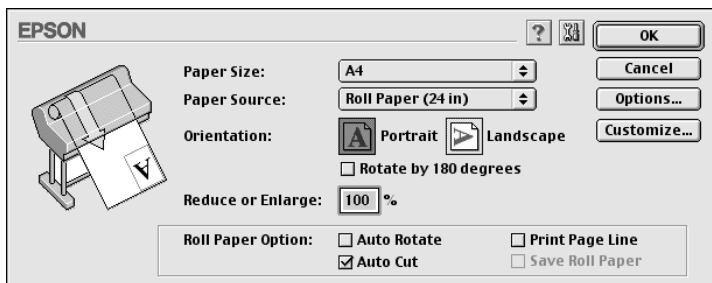 EPSON
? OK
Paper Size: A4 Cancel
Paper Source: Roll Paper (24 in) Options...
Orientation: A Portrait A Landscape Customize...
Rotate by 180 degrees
Reduce or Enlarge: 100 %
Roll Paper Option: Auto Rotate Print Page Line
Auto Cut Save Roll Paper
A